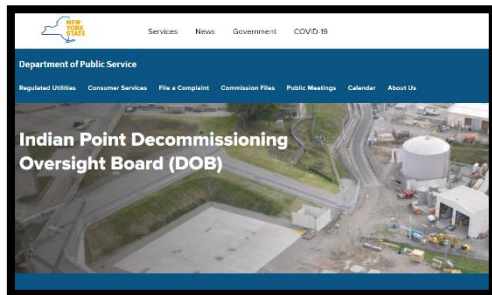 NEW
YORK
STATE
Services News Government COVID-19
Department of Public Service
Regulated Utilities Consumer Services File a Complaint Commission Files Public Meetings Calendar About Us
Indian Point Decommissioning
Oversight Board (DOB)